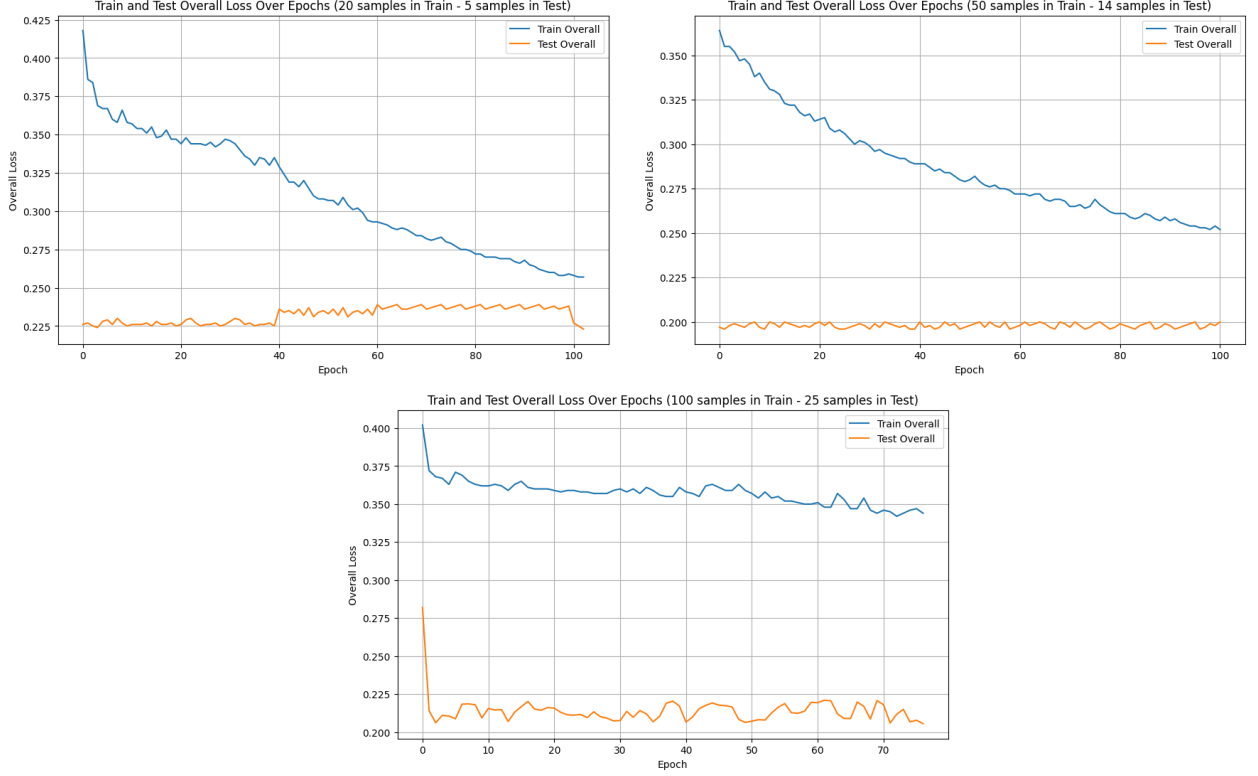 Train and Test Overall Loss Over Epochs (20 samples in Train - 5 samples in Test)
0.425
0.400
0.375
0.350
0.325
0.300
0.275
0.250
0.225
Overall Loss
Train Overall
Test Overall
0 20 40 60 80 100
Epoch
Train and Test Overall Loss Over Epochs (50 samples in Train - 14 samples in Test)
0.350
0.325
0.300
0.275
0.250
0.225
0.200
Overall Loss
Train Overall
Test Overall
0 20 40 60 80 100
Epoch
Train and Test Overall Loss Over Epochs (100 samples in Train - 25 samples in Test)
0.400
0.375
0.350
0.325
0.300
0.275
0.250
0.225
0.200
Overall Loss
Train Overall
Test Overall
0 10 20 30 40 50 60 70
Epoch